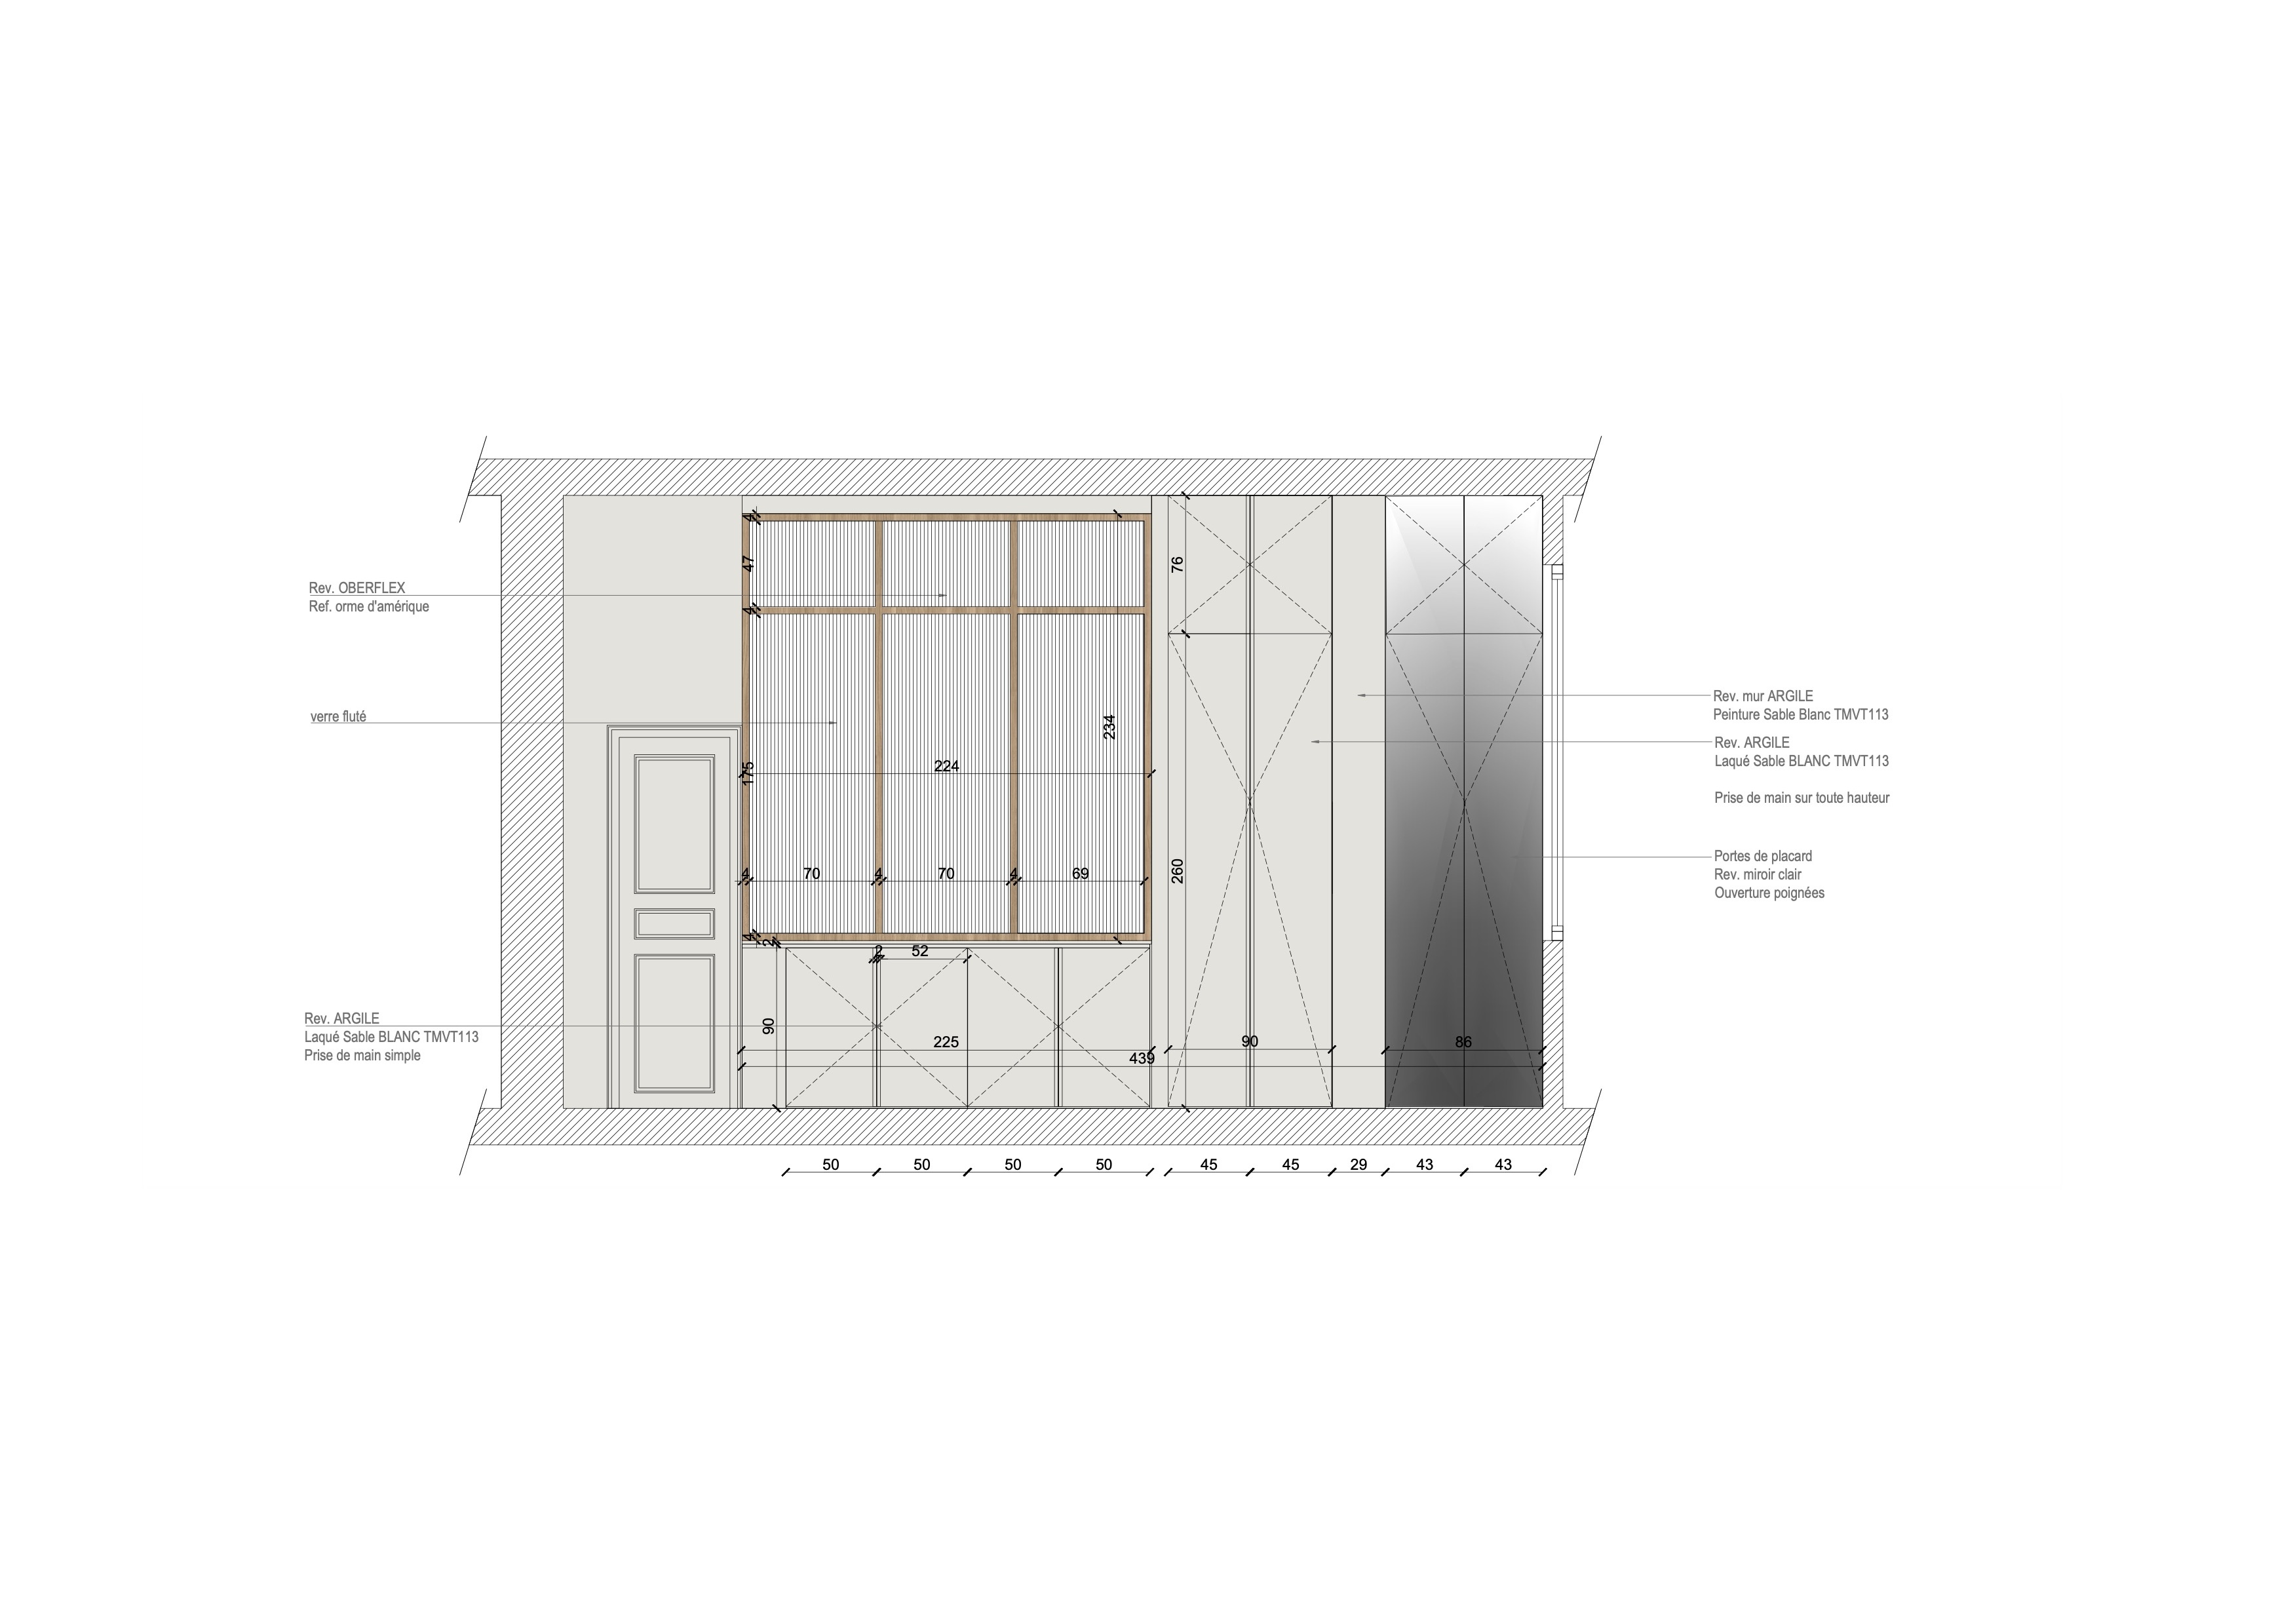 4
47
76
Rev. OBERFLEX
Ref. orme d'amérique
4
Rev. mur ARGILE
Peinture Sable Blanc TMVT113
verre fluté
234
Rev. ARGILE
Laqué Sable BLANC TMVT113
175
224
Prise de main sur toute hauteur
Portes de placard
Rev. miroir clair
Ouverture poignées
4
70
4
70
4
69
260
4
2
2
52
Rev. ARGILE
Laqué Sable BLANC TMVT113
Prise de main simple
90
225
90
86
439
50
50
50
50
45
45
29
43
43